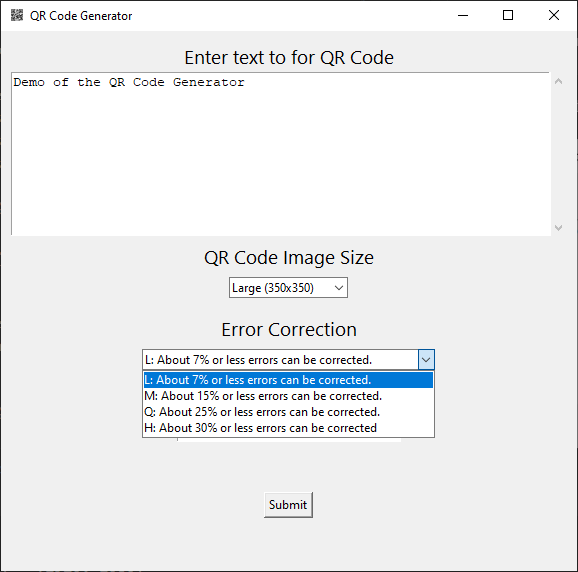 QR Code Generator
Enter text to for QR Code
Demo of the QR Code Generator
QR Code Image Size
Large (350x350)
Error Correction
L: About 7% or less errors can be corrected.
L: About 7% or less errors can be corrected.
M: About 15% or less errors can be corrected.
Q: About 25% or less errors can be corrected.
H: About 30% or less errors can be corrected
Submit